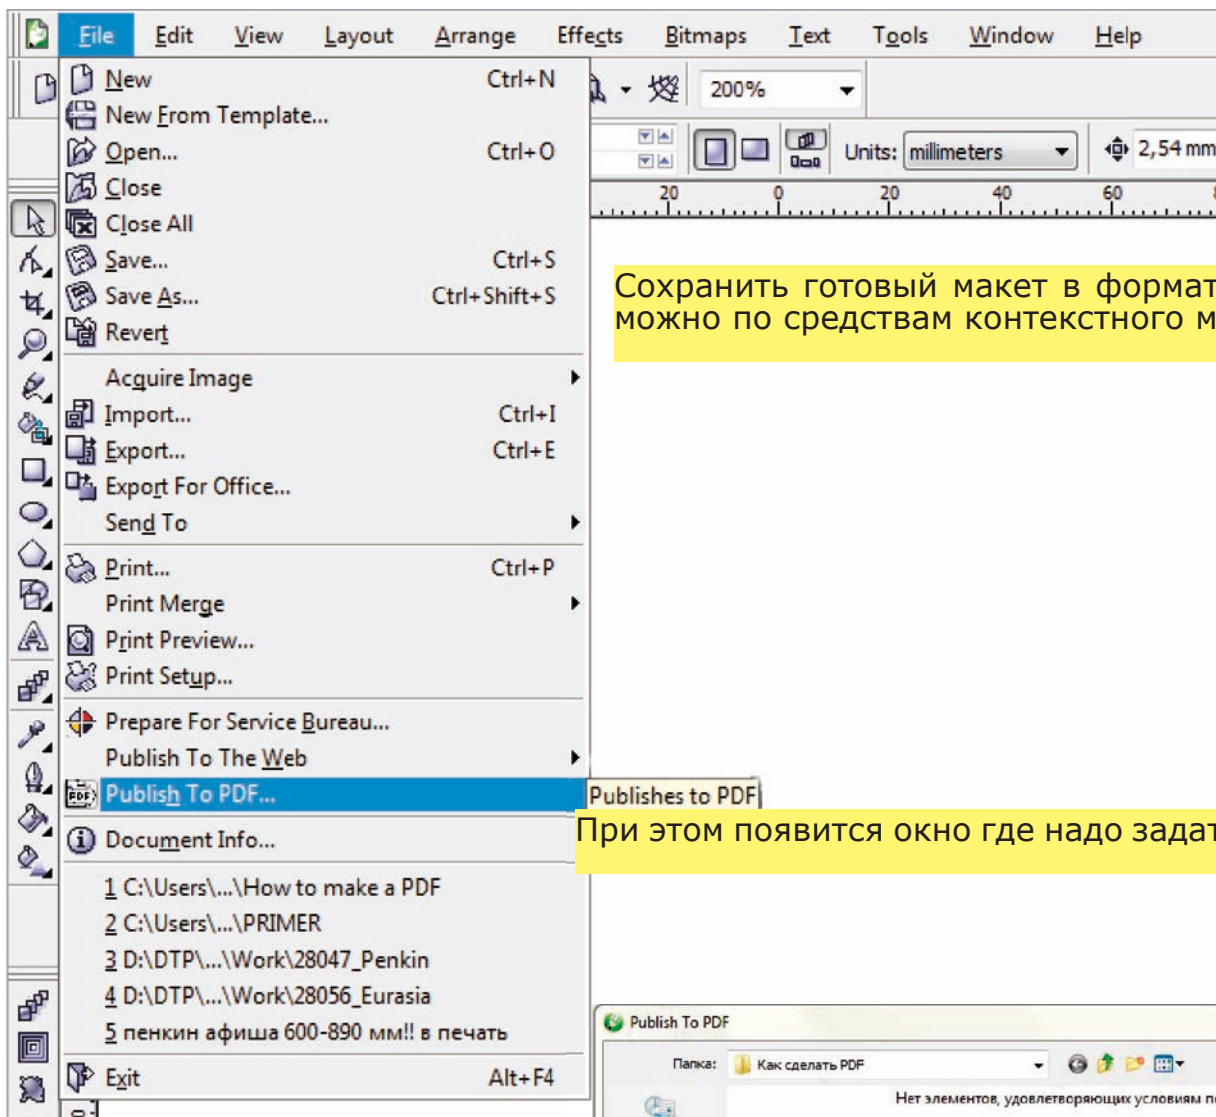 File Edit View Layout Arrange Effects Bitmaps Text Tools Window Help
New Ctrl+N
200%
New From Template...
Open... Ctrl+O
Units: millimeters 2,54 mm
Close
20 0 20 40 60
Close All
Save... Ctrl+S
Save As... Ctrl+Shift+S
Revert
Сохранить готовый макет в формат
можно по средствам контекстного м
Acquire Image
Import... Ctrl+I
Export... Ctrl+E
Export For Office...
Send To
Print... Ctrl+P
Print Merge
Print Preview...
Print Setup...
Prepare For Service Bureau...
Publish To The Web
PDF Publish To PDF...
Publishes to PDF
При этом появится окно где надо задат
Document Info...
1 C:\Users\...\How to make a PDF
2 C:\Users\...\PRIMER
3 D:\DTP\...\Work\28047_Penkin
4 D:\DTP\...\Work\28056_Eurasia
5 пенкин афиша 600-890 мм!! в печать
Exit Alt+F4
Publish To PDF
Папка: Как сделать PDF
Нет элементов, удовлетворяющих условиям по